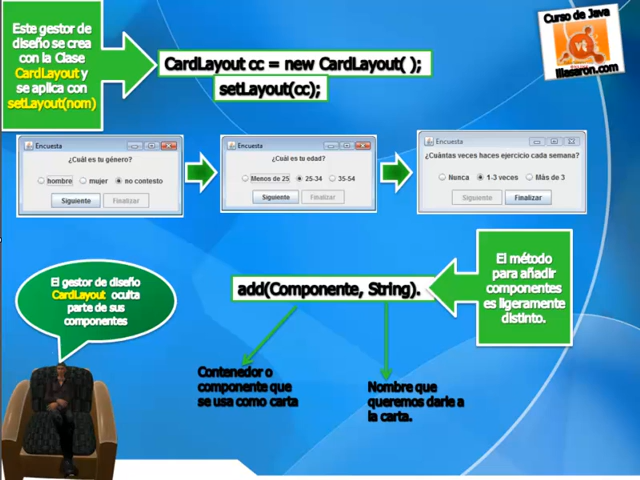 Este gestor de
diseño se crea
con la Clase
CardLayout y
se aplica con
setLayout(nom)
CardLayout cc = new CardLayout( );
setLayout(cc);
Curso de Java
vt
illasaron.com
Encuesta
¿Cuál es tu género?
hombre mujer no contesto
Siguiente Finalizar
Encuesta
¿Cuál es tu edad?
Menos de 25 25-34 35-54
Siguiente Finalizar
Encuesta
¿Cuántas veces haces ejercicio cada semana?
Nunca 1-3 veces Más de 3
Siguiente Finalizar
El gestor de diseño
CardLayout oculta
parte de sus
componentes
add(Componente, String).
El método
para añadir
componentes
es ligeramente
distinto.
Contenedor o
componente que
se usa como carta
Nombre que
queremos darle a
la carta.